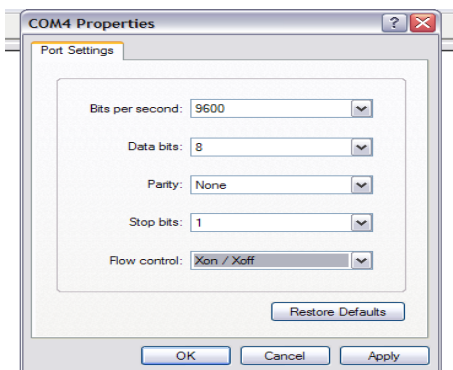 COM4 Properties
Port Settings
Bits per second: 9600
Data bits: 8
Parity: None
Stop bits: 1
Flow control: Xon / Xoff
Restore Defaults
OK Cancel Apply